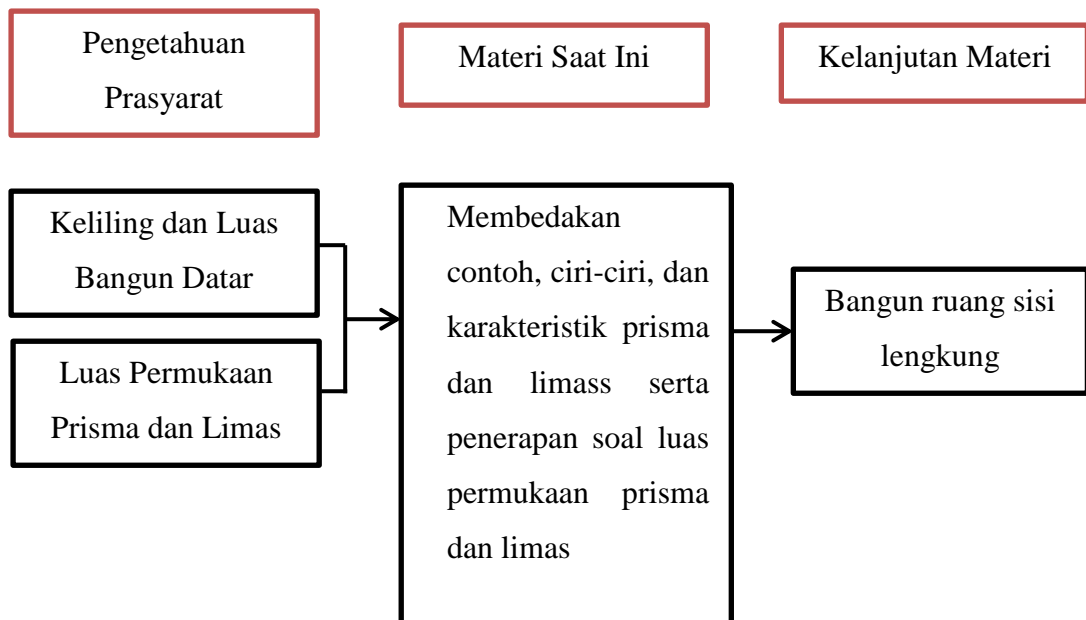 Pengetahuan
Prasyarat
Materi Saat Ini
Kelanjutan Materi
Keliling dan Luas
Bangun Datar
Luas Permukaan
Prisma dan Limas
Membedakan
contoh, ciri-ciri, dan
karakteristik prisma
dan limass serta
penerapan soal luas
permukaan prisma
dan limas
Bangun ruang sisi
lengkung